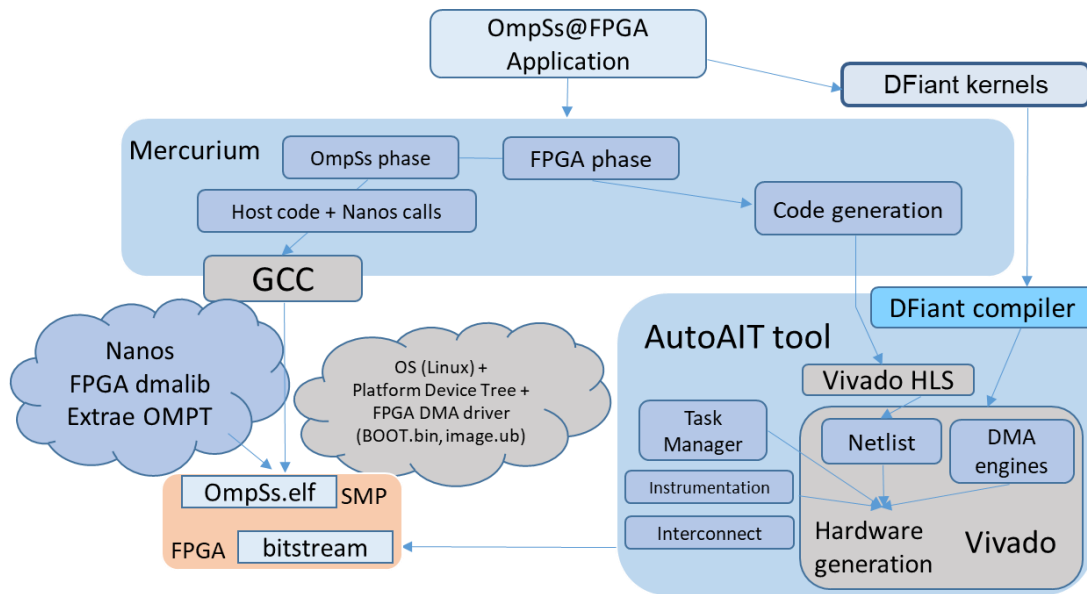 OmpSs@FPGA
Application
DFiant kernels
Mercurium
OmpSs phase
FPGA phase
Host code + Nanos calls
Code generation
GCC
DFiant compiler
AutoAIT tool
Nanos
FPGA dmalib
Extrae OMPT
OS (Linux) +
Platform Device Tree +
FPGA DMA driver
(BOOT.bin, image.ub)
Vivado HLS
Task
Manager
Netlist
DMA
engines
Instrumentation
Interconnect
Hardware
generation
Vivado
OmpSs.elf
SMP
FPGA
bitstream